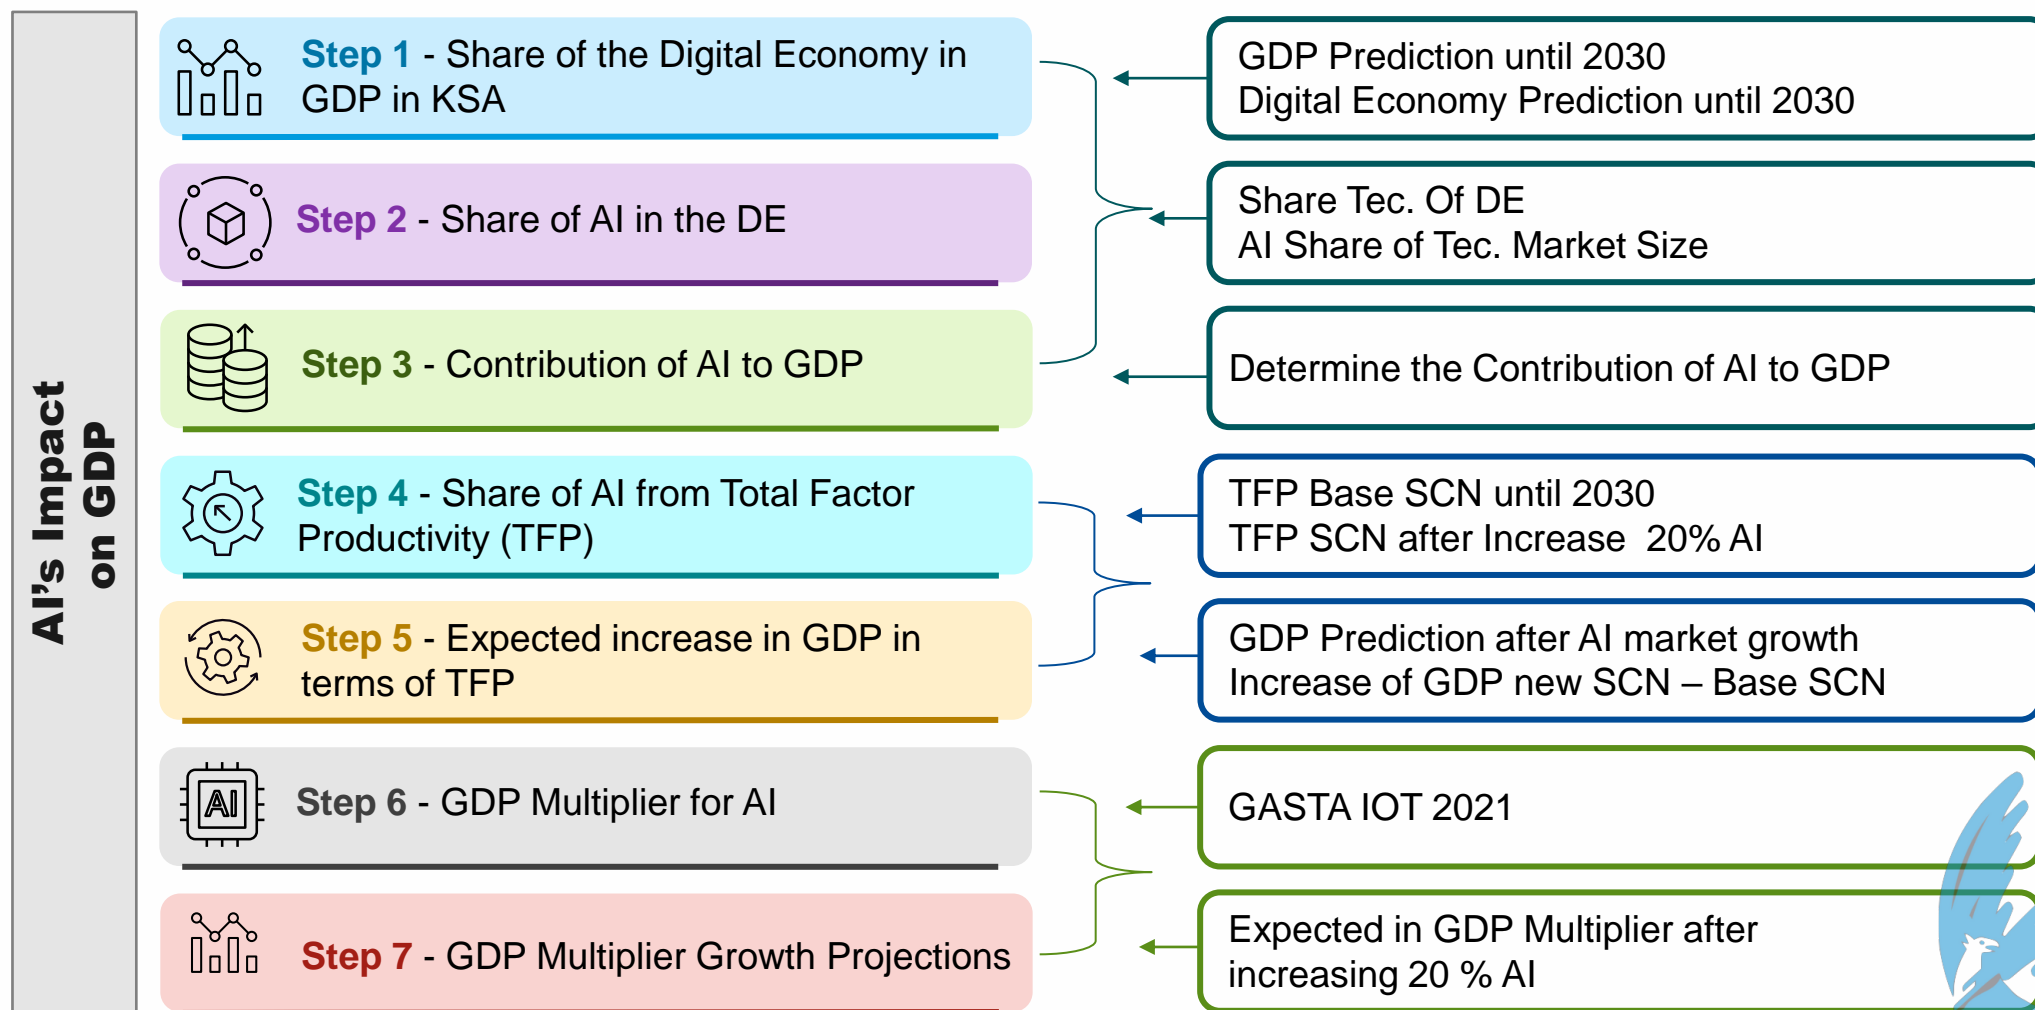 AI's Impact
on GDP
Step 1 - Share of the Digital Economy in
GDP in KSA
GDP Prediction until 2030
Digital Economy Prediction until 2030
Step 2 - Share of AI in the DE
Share Tec. Of DE
AI Share of Tec. Market Size
Step 3 - Contribution of AI to GDP
Determine the Contribution of AI to GDP
Step 4 - Share of AI from Total Factor
Productivity (TFP)
TFP Base SCN until 2030
TFP SCN after Increase  20% AI
Step 5 - Expected increase in GDP in
terms of TFP
GDP Prediction after AI market growth
Increase of GDP new SCN – Base SCN
AI
Step 6 - GDP Multiplier for AI
GASTA IOT 2021
Step 7 - GDP Multiplier Growth Projections
Expected in GDP Multiplier after
increasing 20 % AI